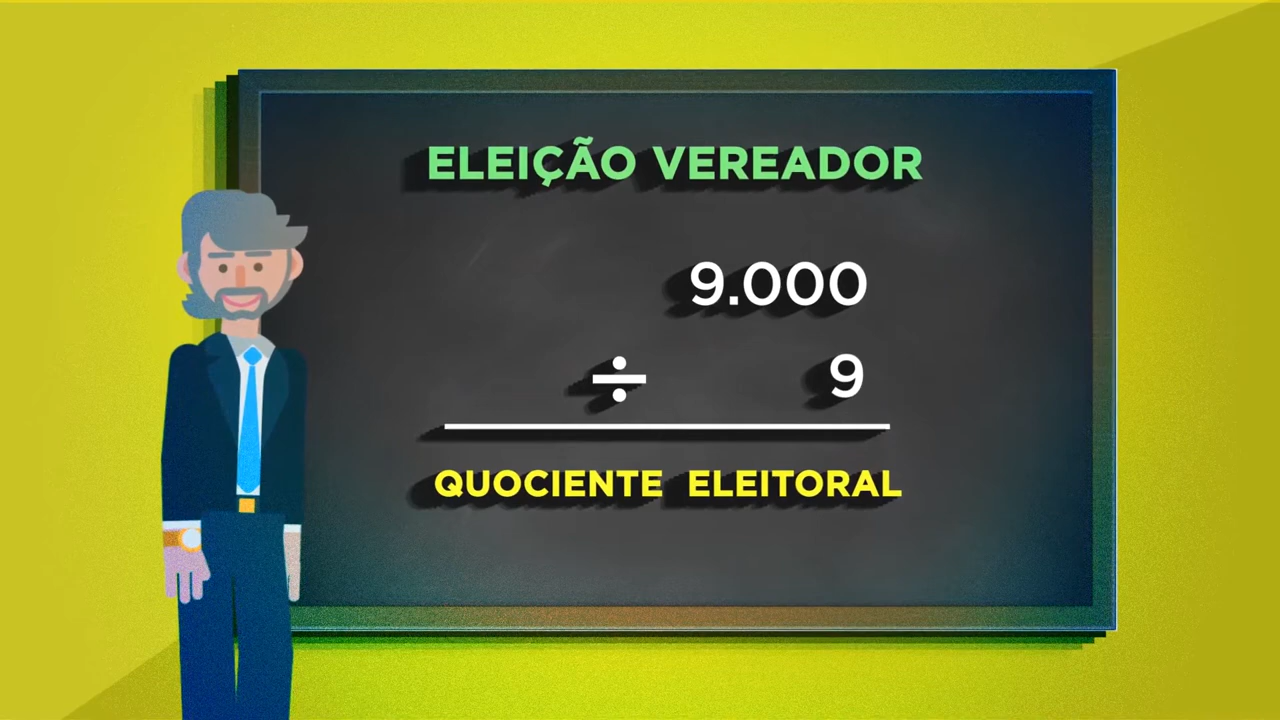 ELEIÇÃO VEREADOR
9.000
÷ 9
QUOCIENTE ELEITORAL